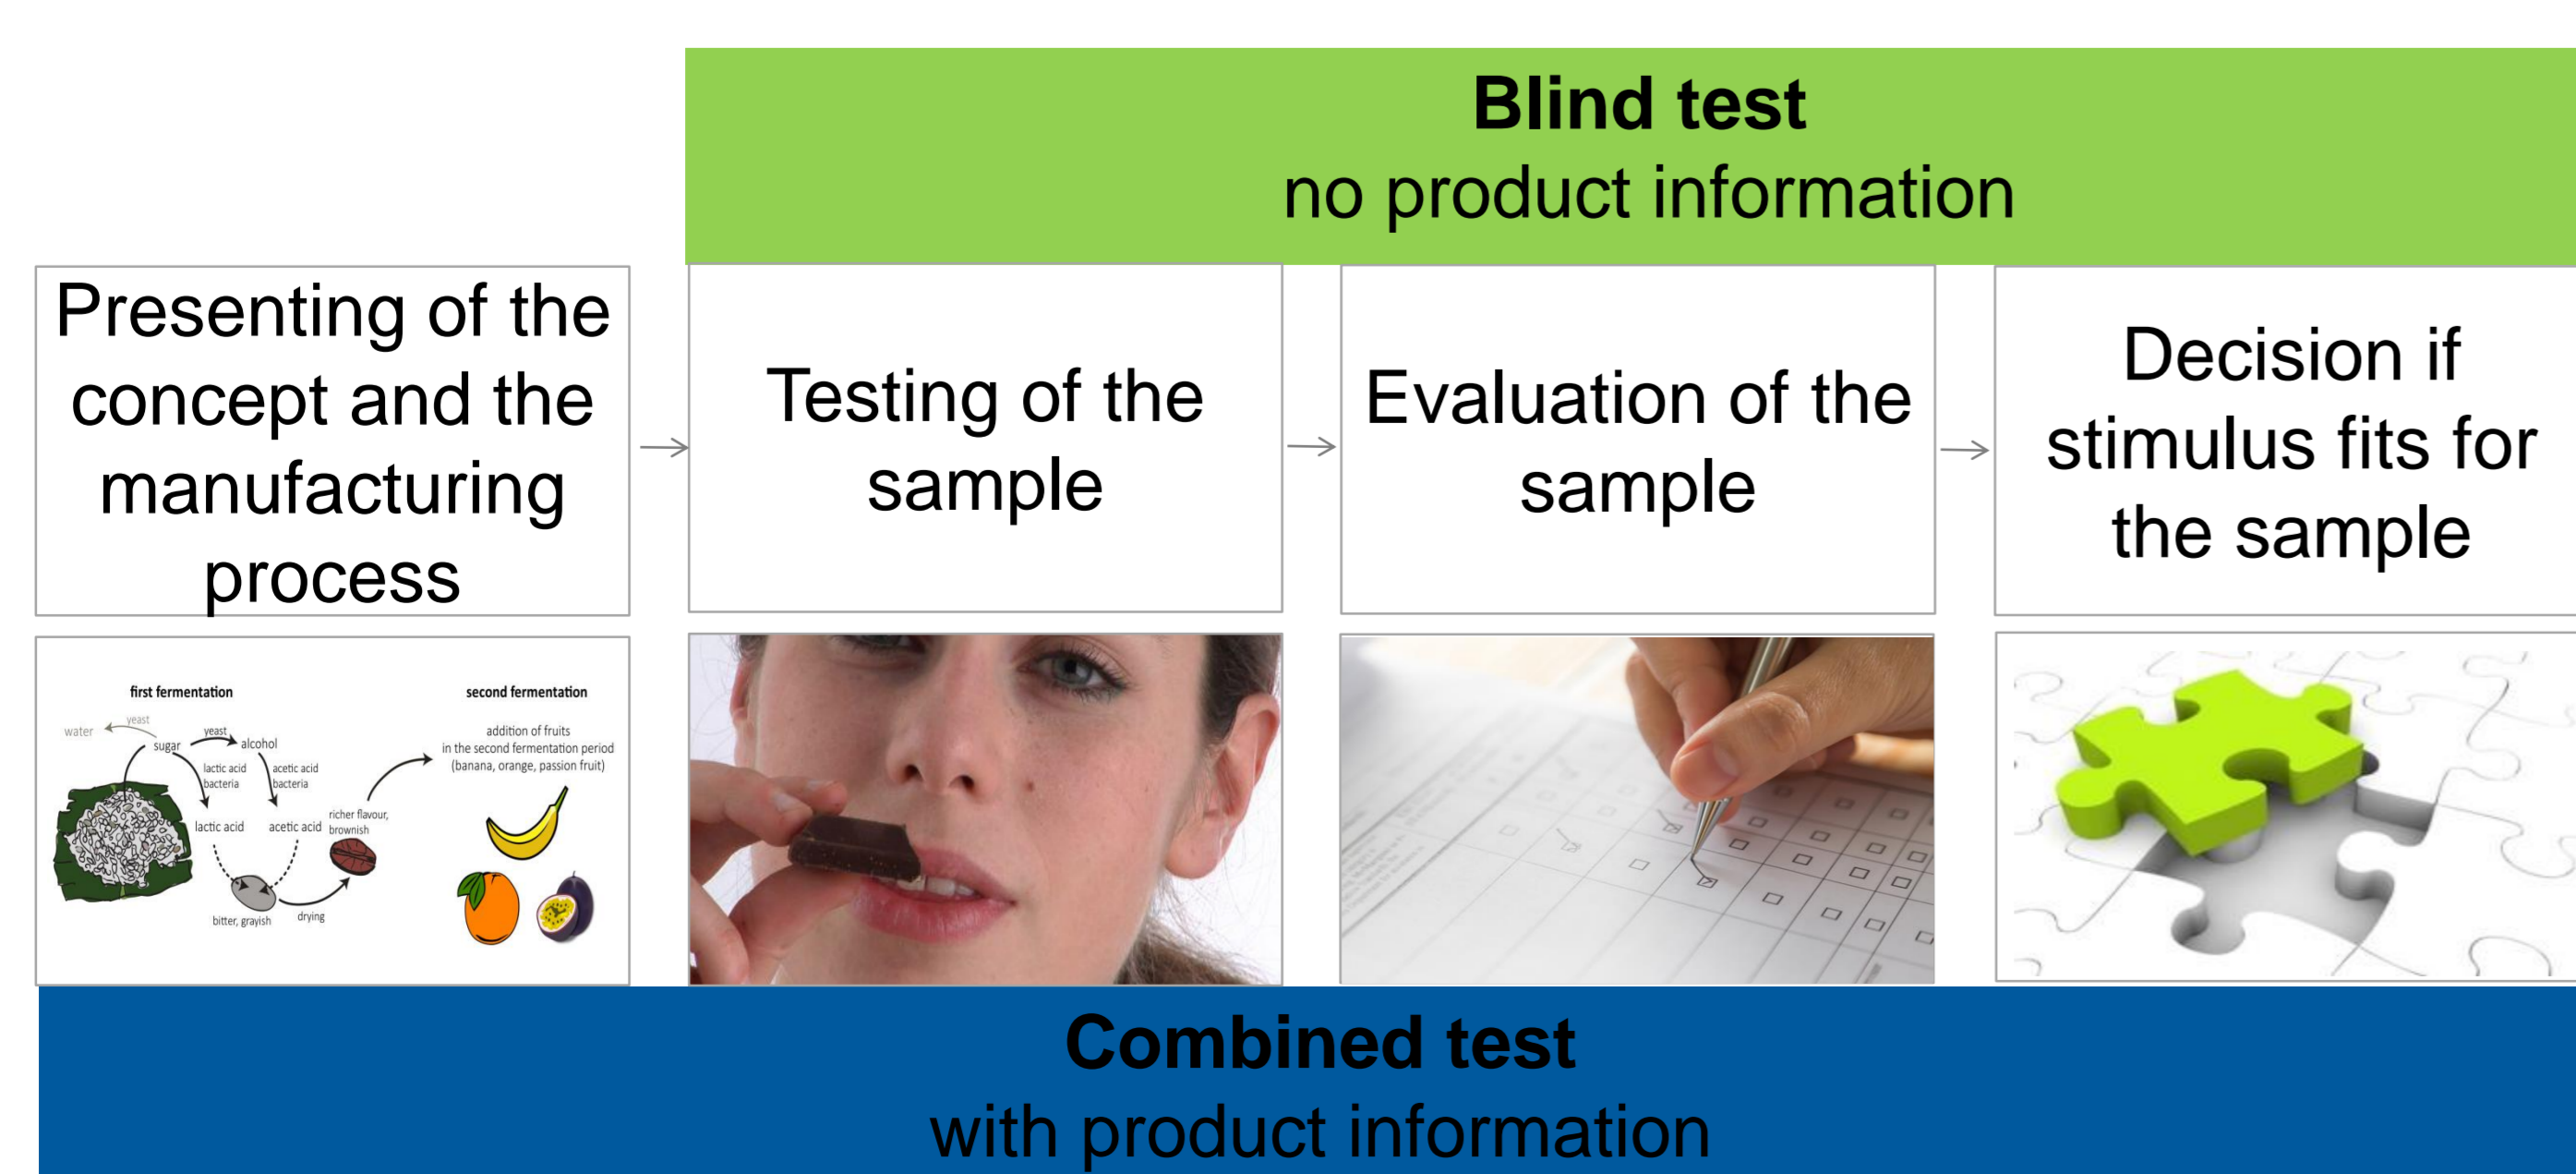 Blind test
no product information
Presenting of the
concept and the
manufacturing
process
Testing of the
sample
Evaluation of the
sample
Decision if
stimulus fits for
the sample
first fermentation
water
yeast
sugar
yeast
alcohol
lactic acid
bacteria
acetic acid
bacteria
lactic acid
acetic acid
richer flavour,
brownish
bitter, grayish
drying
second fermentation
addition of fruits
in the second fermentation period
(banana, orange, passion fruit)
Combined test
with product information